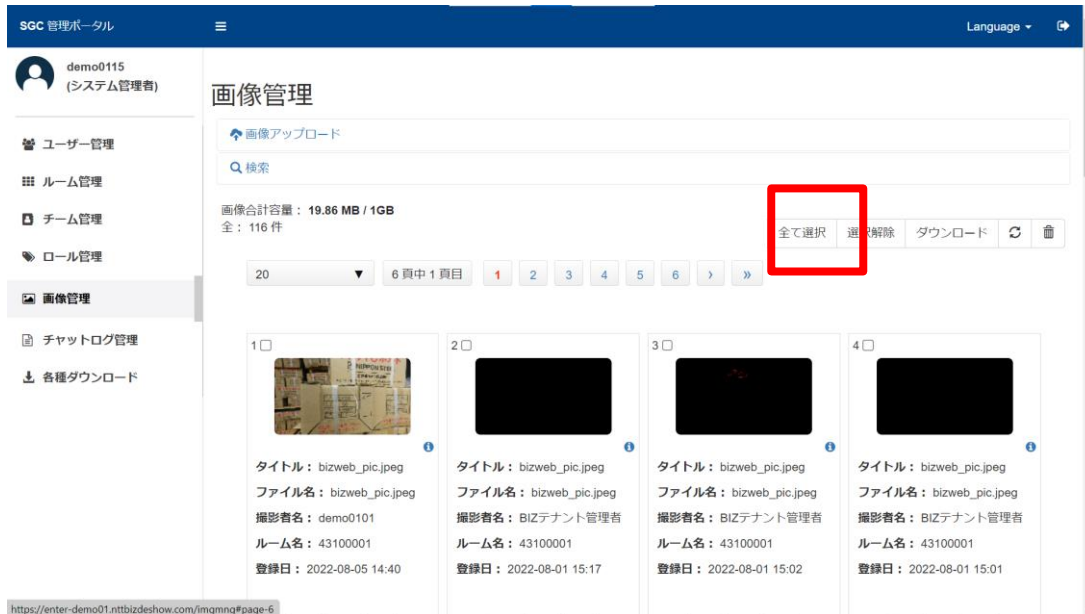 SGC 管理ポータル
Language
demo0115
(システム管理者)
ユーザー管理
ルーム管理
チーム管理
ロール管理
画像管理
チャットログ管理
各種ダウンロード
画像管理
画像アップロード
検索
画像合計容量： 19.86 MB / 1GB
全： 116 件
全て選択 選択解除 ダウンロード
20 ▼ 6 頁中 1 頁目 1 2 3 4 5 6 › »
1
タイトル： bizweb_pic.jpeg
ファイル名： bizweb_pic.jpeg
撮影者名： demo0101
ルーム名： 43100001
登録日： 2022-08-05 14:40
2
タイトル： bizweb_pic.jpeg
ファイル名： bizweb_pic.jpeg
撮影者名： BIZテナント管理者
ルーム名： 43100001
登録日： 2022-08-01 15:17
3
タイトル： bizweb_pic.jpeg
ファイル名： bizweb_pic.jpeg
撮影者名： BIZテナント管理者
ルーム名： 43100001
登録日： 2022-08-01 15:02
4
タイトル： bizweb_pic.jpeg
ファイル名： bizweb_pic.jpeg
撮影者名： BIZテナント管理者
ルーム名： 43100001
登録日： 2022-08-01 15:01
https://enter-demo01.nttbizdeshow.com/imgmng#page-6